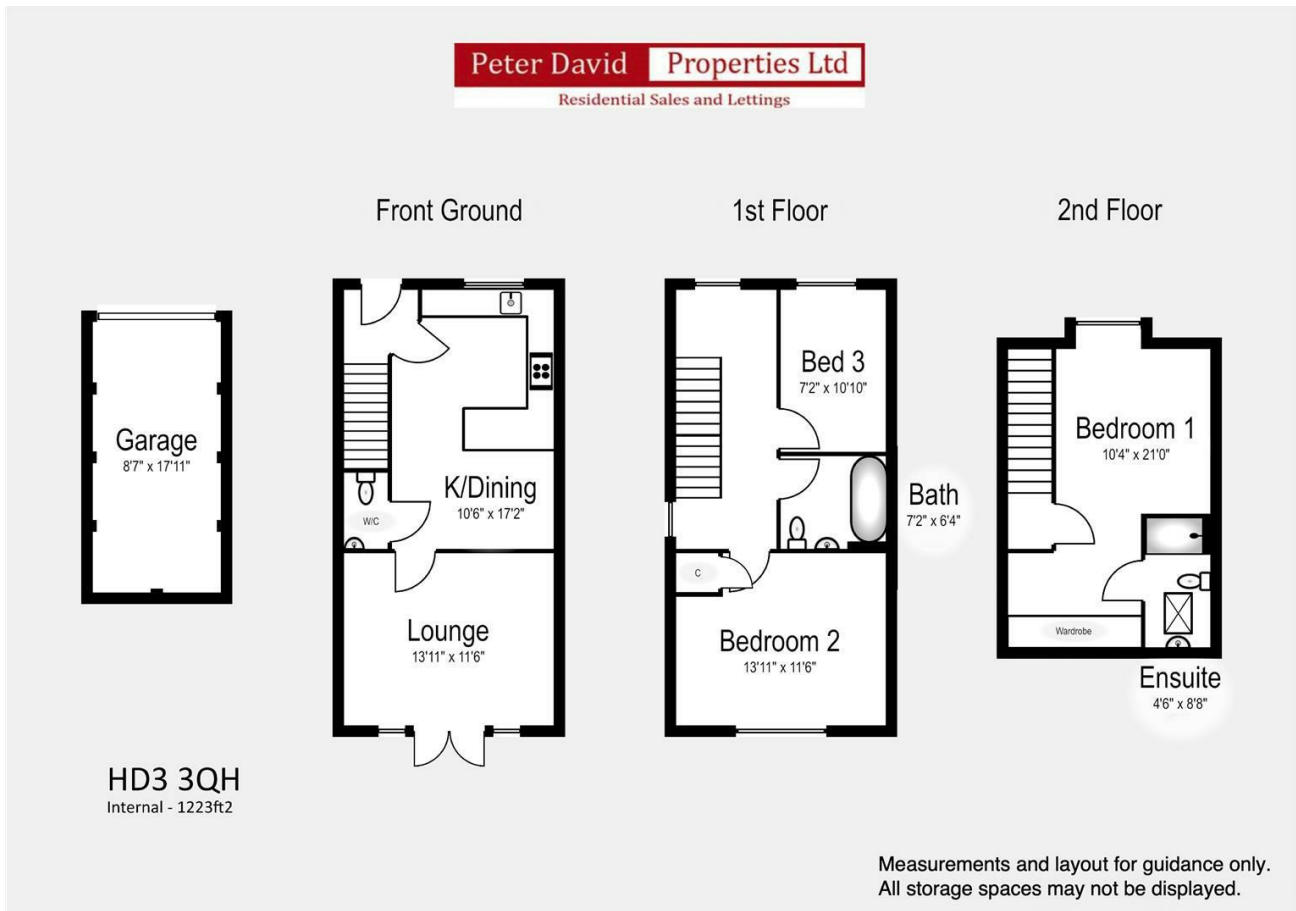 Peter David Properties Ltd
Residential Sales and Lettings
Front Ground
1st Floor
2nd Floor
Garage
8'7" x 17'11"
K/Dining
10'6" x 17'2"
W/C
Lounge
13'11" x 11'6"
Bed 3
7'2" x 10'10"
Bath
7'2" x 6'4"
C
Bedroom 2
13'11" x 11'6"
Bedroom 1
10'4" x 21'0"
Wardrobe
Ensuite
4'6" x 8'8"
HD3 3QH
Internal - 1223ft2
Measurements and layout for guidance only.
All storage spaces may not be displayed.